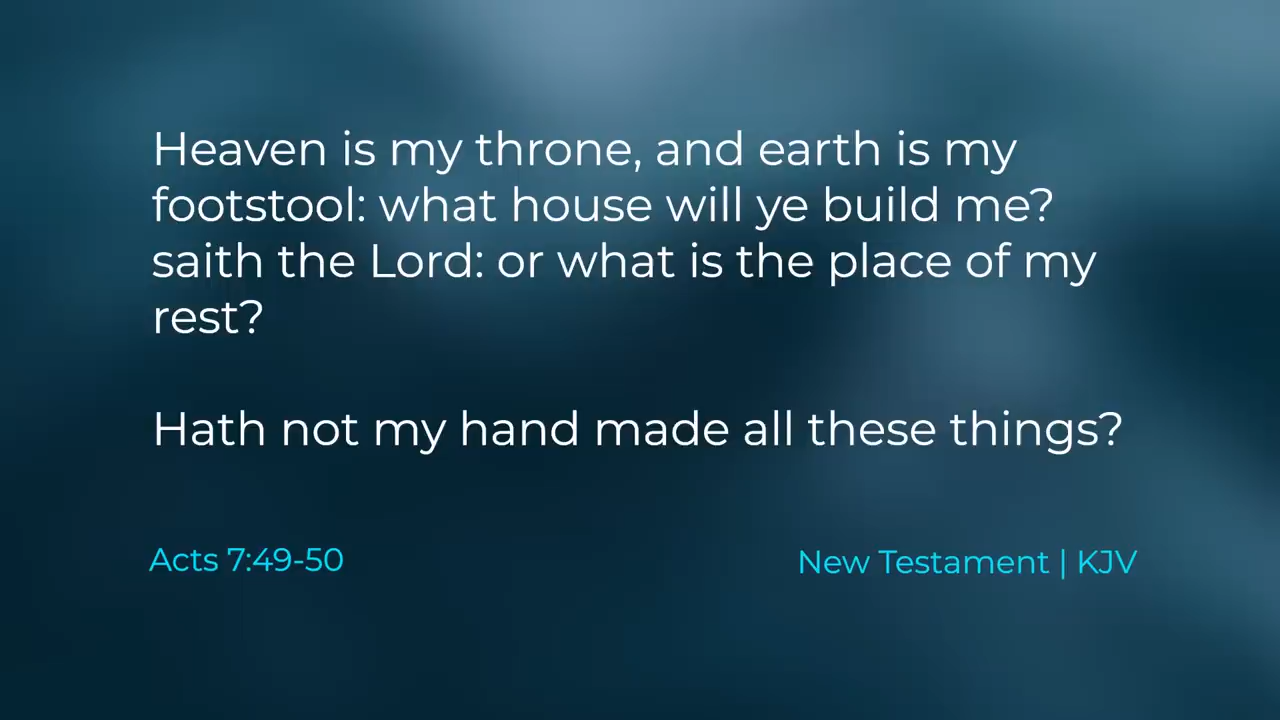 Heaven is my throne, and earth is my
footstool: what house will ye build me?
saith the Lord: or what is the place of my
rest?
Hath not my hand made all these things?
Acts 7:49-50
New Testament | KJV